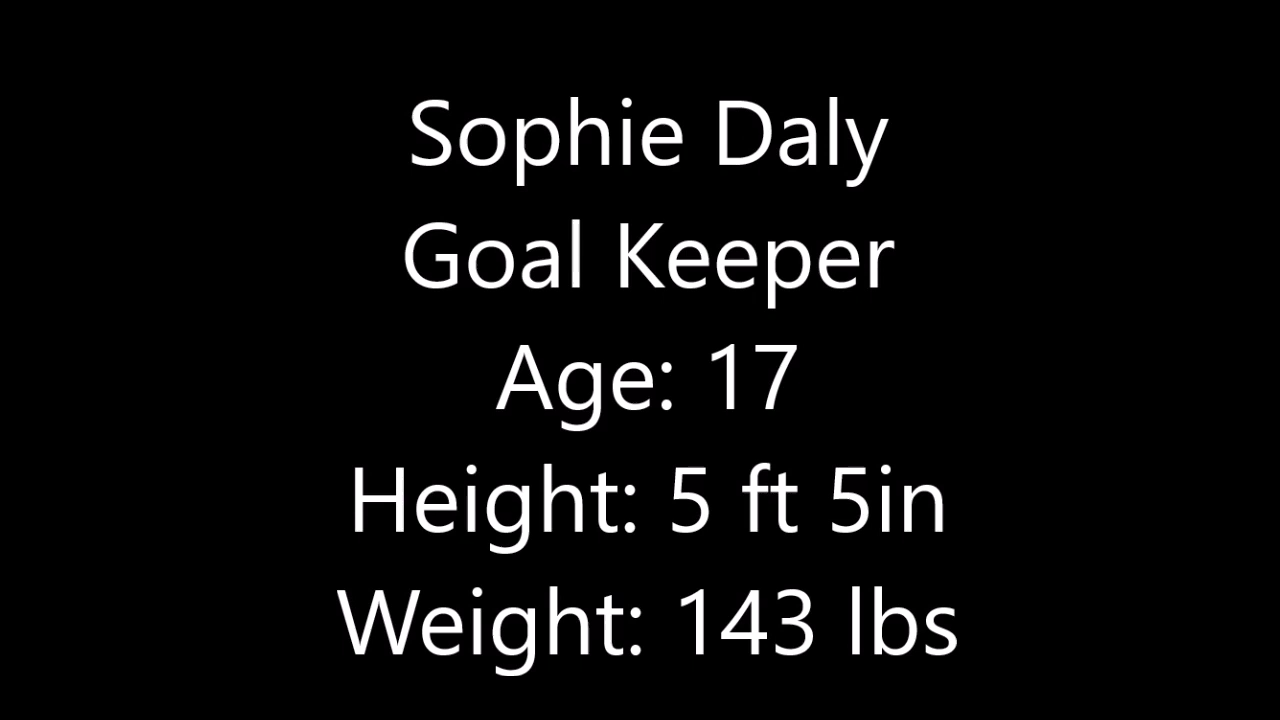 Sophie Daly
Goal Keeper
Age: 17
Height: 5 ft 5in
Weight: 143 lbs